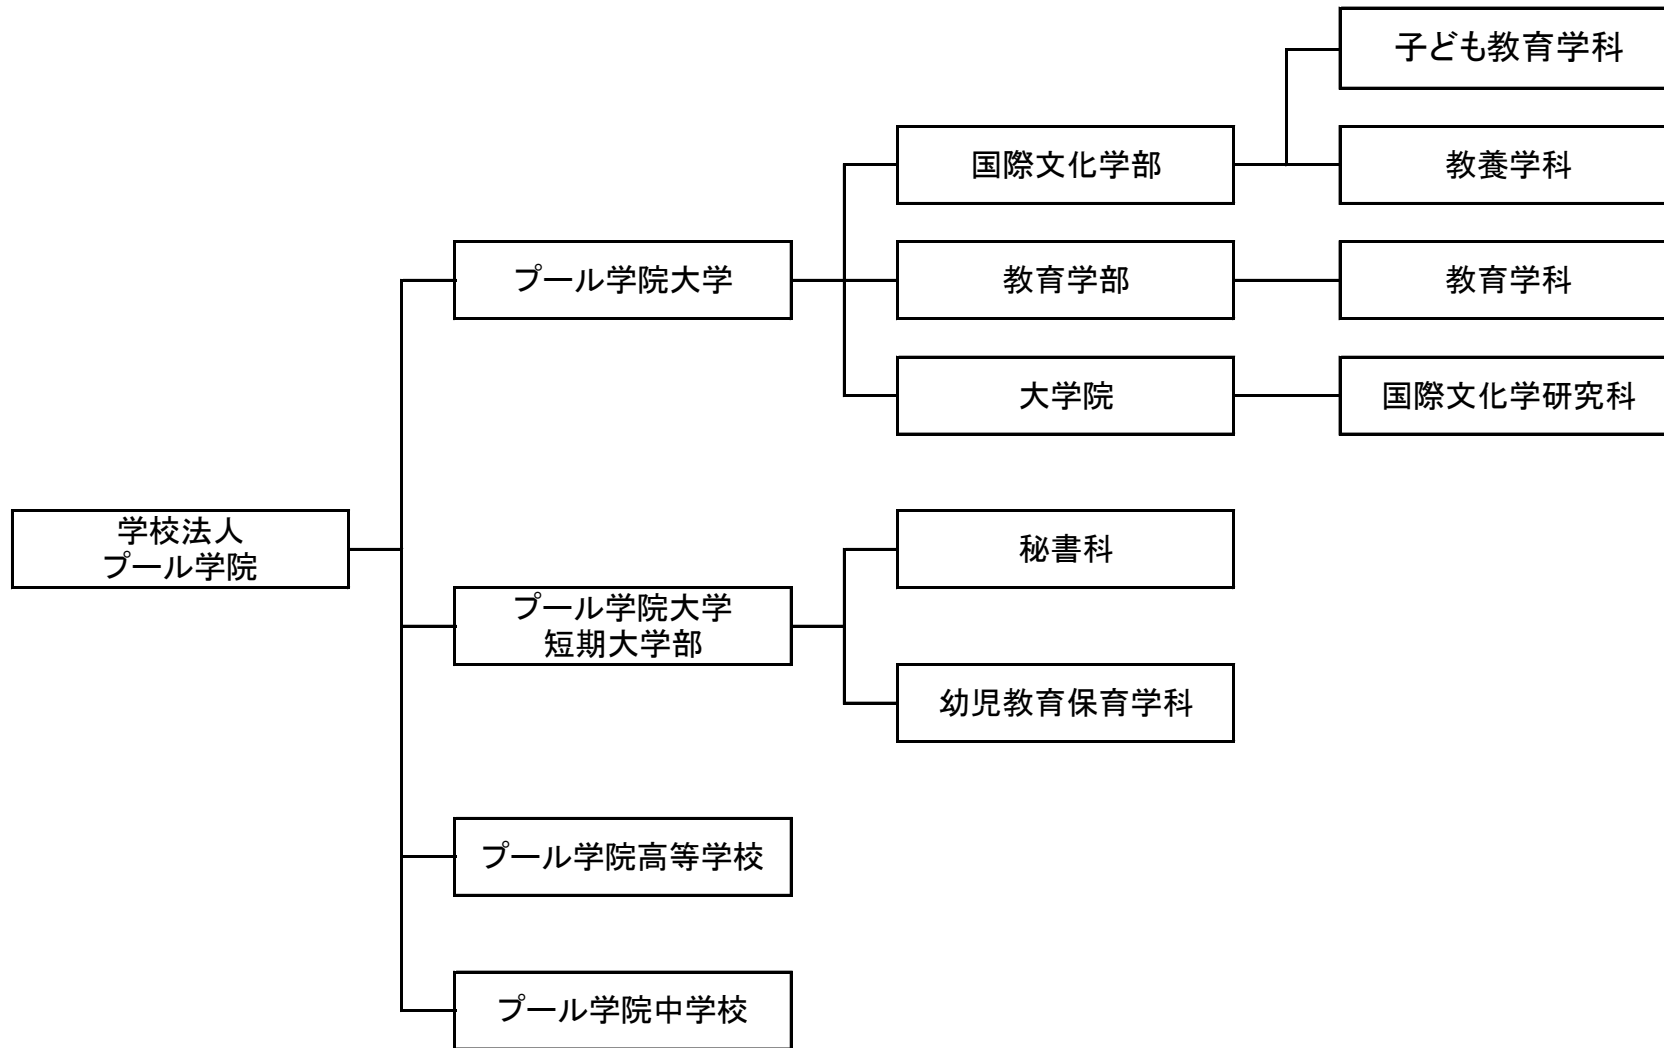 子ども教育学科
国際文化学部
教養学科
プール学院大学
教育学部
教育学科
大学院
国際文化学研究科
学校法人
プール学院
秘書科
プール学院大学
短期大学部
幼児教育保育学科
プール学院高等学校
プール学院中学校